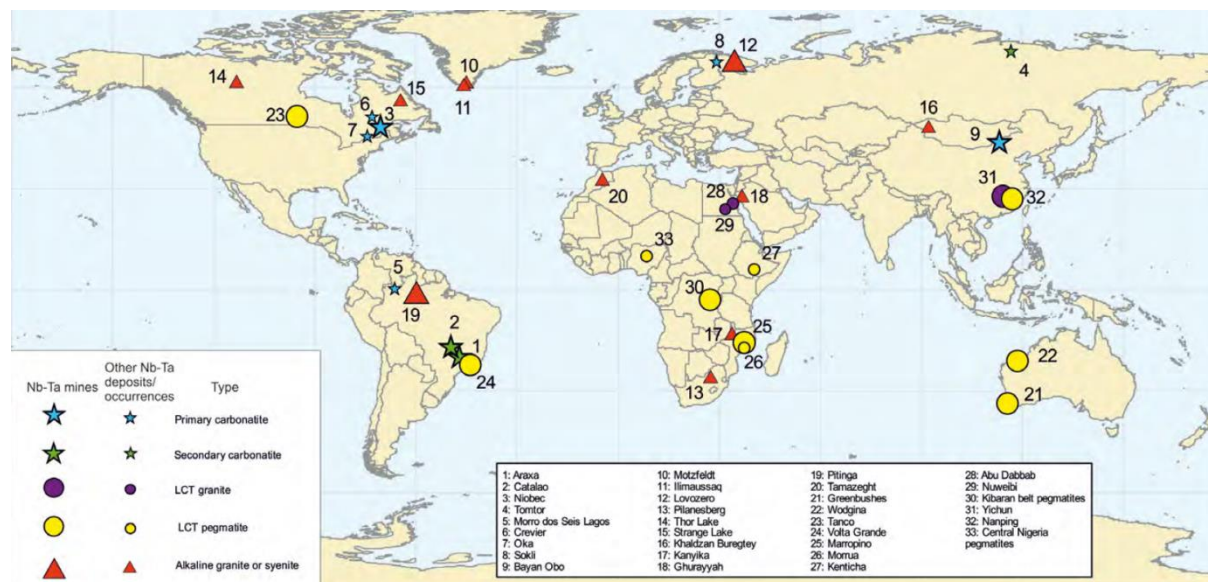 8
12
10
14
15
4
11
6
3
23
7
16
9
31
32
20
28
18
29
33
27
5
30
19
2
17
25
1
26
22
24
13
21
Nb-Ta mines
Other Nb-Ta
deposits/
occurrences
Type
Primary carbonatite
Secondary carbonatite
LCT granite
LCT pegmatite
Alkaline granite or syenite
1: Araxa
2: Catalao
3: Niobec
4: Tomtor
5: Morro dos Seis Lagos
6: Crevier
7: Oka
8: Sokli
9: Bayan Obo
10: Motzfeldt
11: Ilimaussaq
12: Lovozero
13: Pilanesberg
14: Thor Lake
15: Strange Lake
16: Khaldzan Buregtey
17: Kanyika
18: Ghurayyah
19: Pitinga
20: Tamazeght
21: Greenbushes
22: Wodgina
23: Tanco
24: Volta Grande
25: Marropino
26: Morrua
27: Kenticha
28: Abu Dabbab
29: Nuweibi
30: Kibaran belt pegmatites
31: Yichun
32: Nanping
33: Central Nigeria
pegmatites